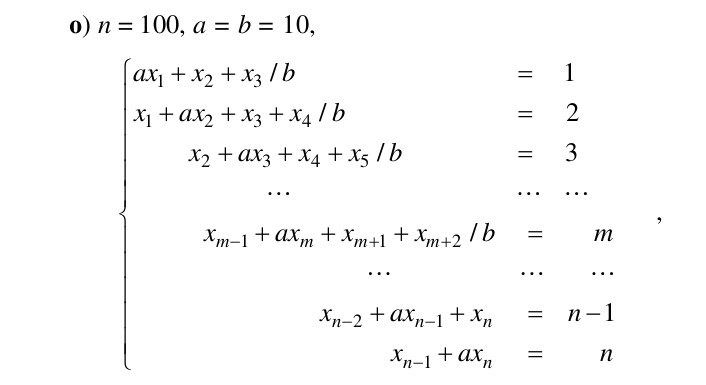 о) n = 100, a = b = 10,
ax₁ + x₂ + x₃ / b = 1
x₁ + ax₂ + x₃ + x₄ / b = 2
x₂ + ax₃ + x₄ + x₅ / b = 3
… … …
xₘ₋₁ + axₘ + xₘ₊₁ + xₘ₊₂ / b = m ,
… … …
xₙ₋₂ + axₙ₋₁ + xₙ = n − 1
xₙ₋₁ + axₙ = n